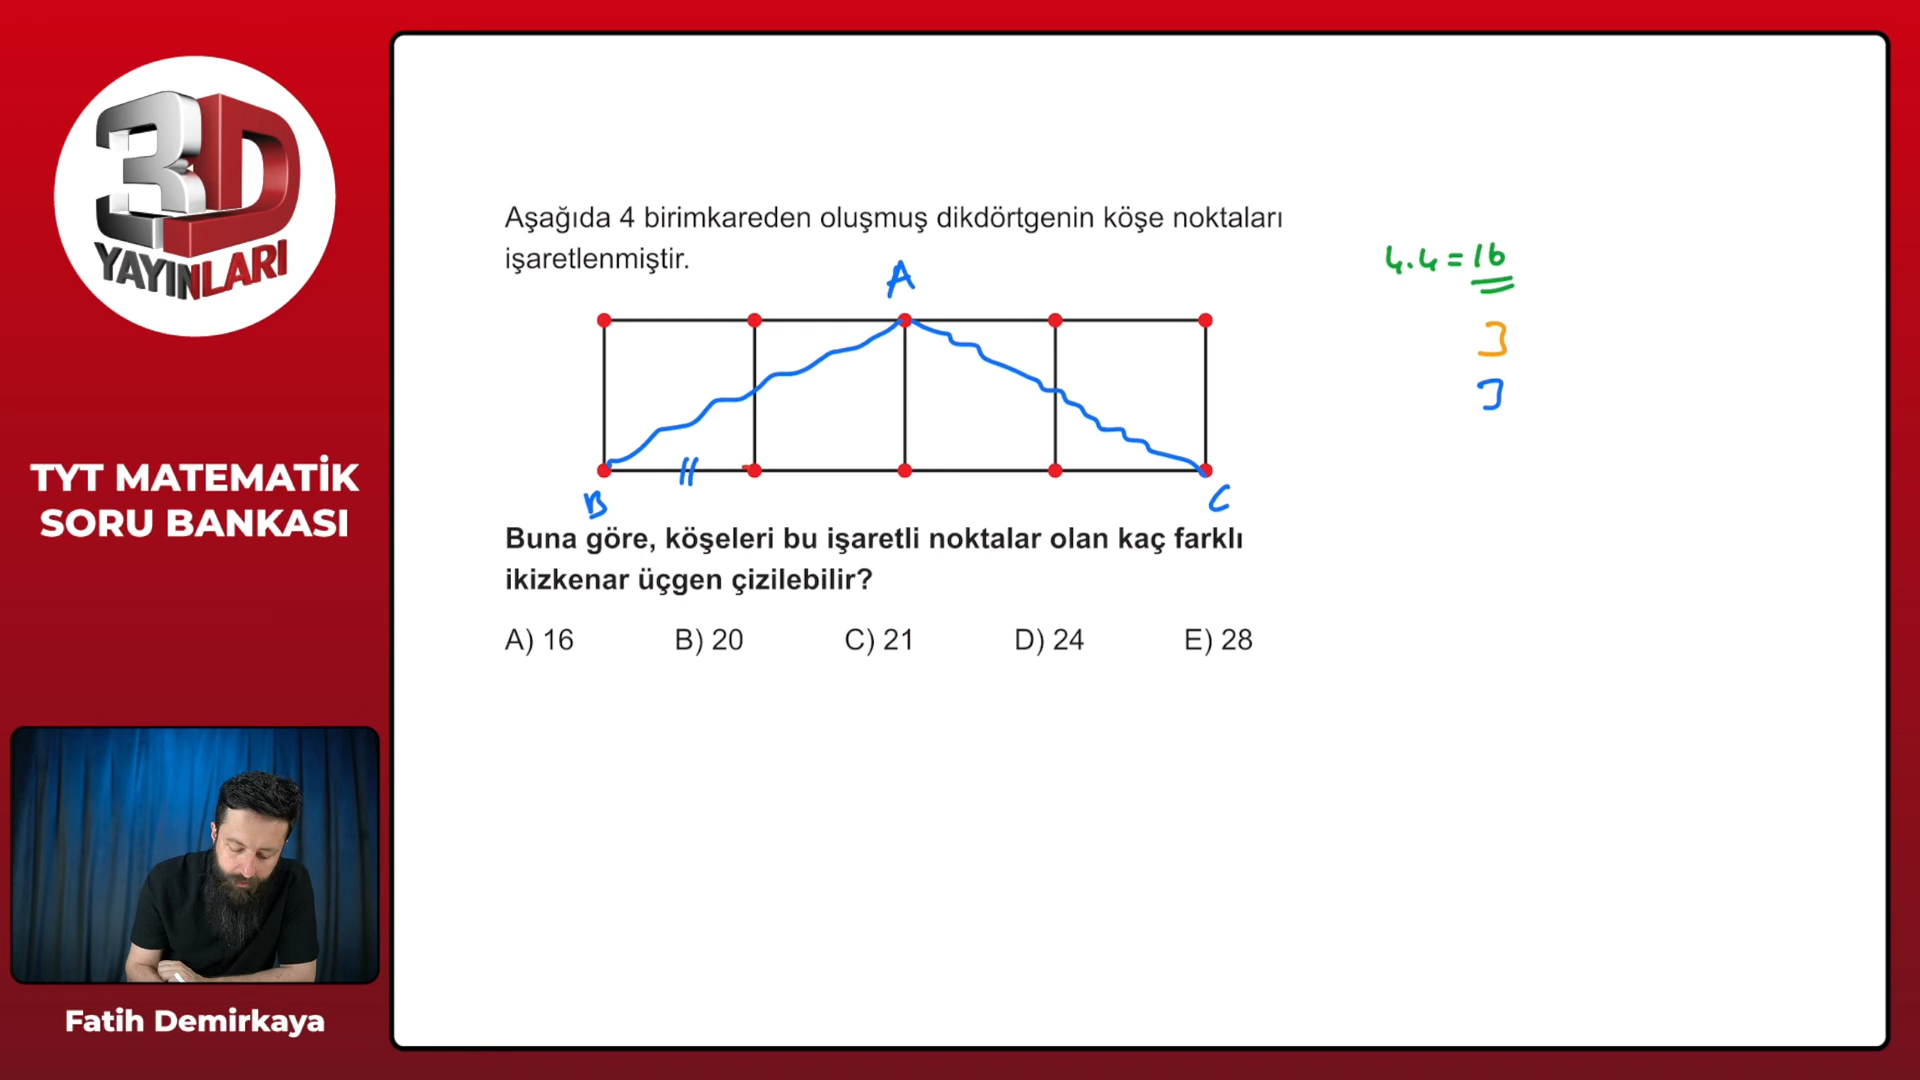 3D
YAYINLARI
TYT MATEMATİK
SORU BANKASI
Fatih Demirkaya
Aşağıda 4 birimkareden oluşmuş dikdörtgenin köşe noktaları
işaretlenmiştir.
A
B
C
Buna göre, köşeleri bu işaretli noktalar olan kaç farklı
ikizkenar üçgen çizilebilir?
A) 16 B) 20 C) 21 D) 24 E) 28
4.4=16